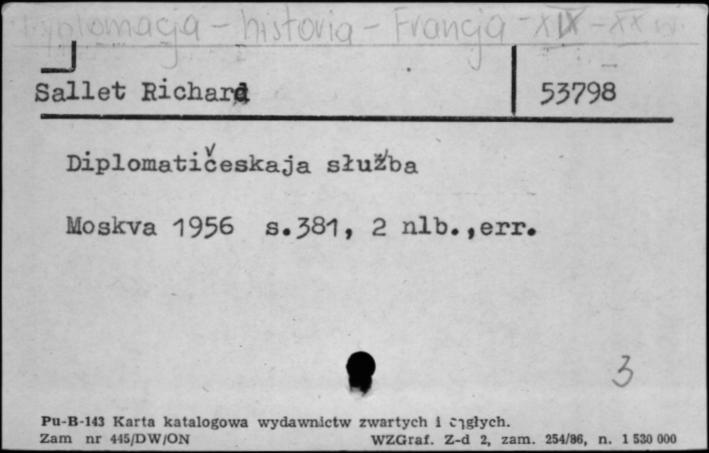 Dyplomacja - historia - Francja - XIX - XX w.
Sallet Richard
53798
Diplomatičeskaja służba
Moskva 1956 s.381, 2 nlb.,err.
3
Pu-B-143 Karta katalogowa wydawnictw zwartych i ciągłych.
Zam nr 445/DW/ON WZGraf. Z-d 2, zam. 254/86, n. 1 530 000